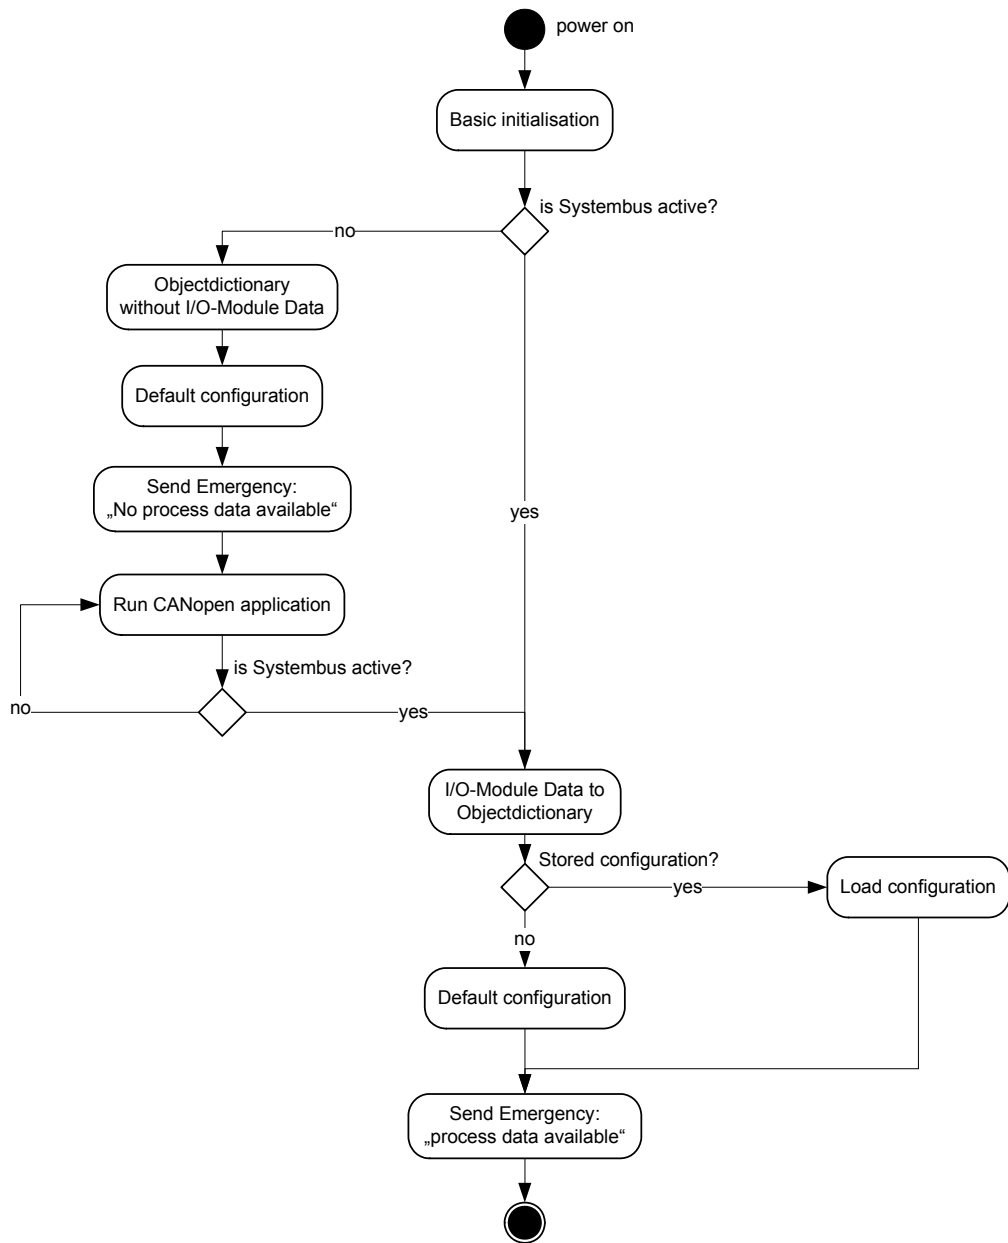 power on
Basic initialisation
is Systembus active?
no
Objectdictionary
without I/O-Module Data
Default configuration
Send Emergency:
„No process data available“
yes
Run CANopen application
is Systembus active?
no
yes
I/O-Module Data to
Objectdictionary
Stored configuration?
yes
Load configuration
no
Default configuration
Send Emergency:
„process data available“